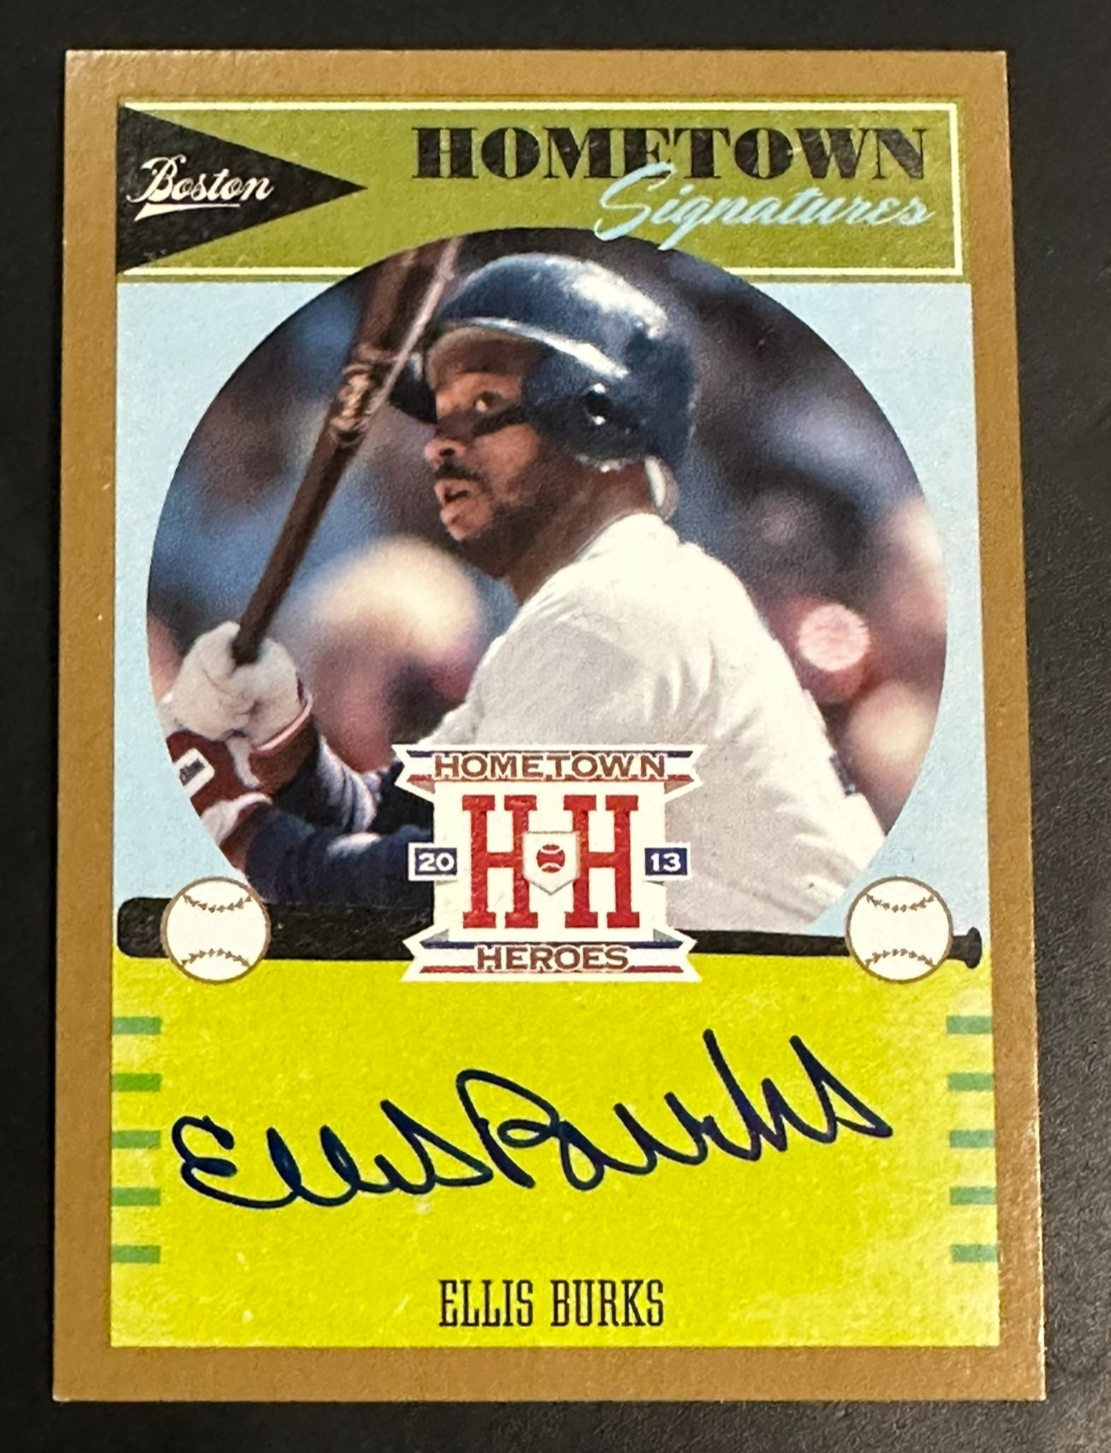 Boston
HOMETOWN
Signatures
HOMETOWN
20 HH 13
HEROES
Ellis Burks
ELLIS BURKS